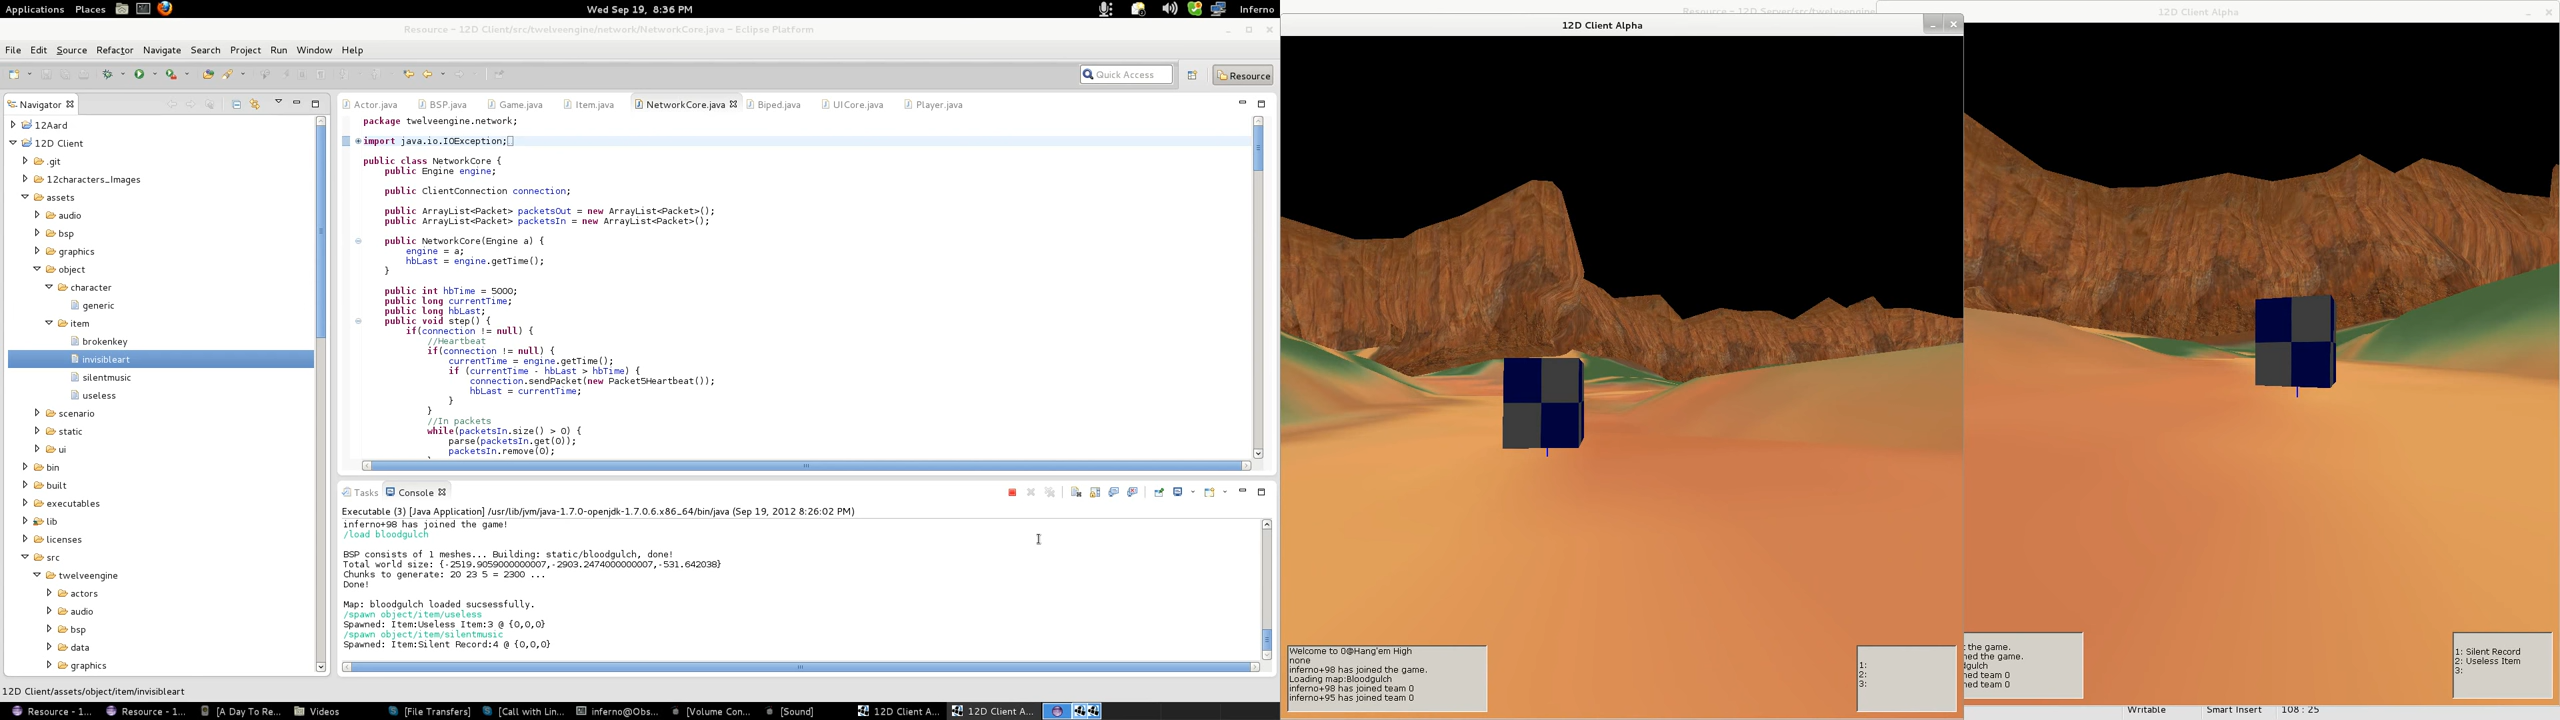 Applications Places
Wed Sep 19, 8:36 PM
Inferno
Resource - 12D Client/src/twelveengine/network/NetworkCore.java - Eclipse Platform
File Edit Source Refactor Navigate Search Project Run Window Help
Quick Access
Resource
Navigator
12Aard
12D Client
.git
12characters_Images
assets
audio
bsp
graphics
object
character
generic
item
brokenkey
invisibleart
silentmusic
useless
scenario
static
ui
bin
built
executables
lib
licenses
src
twelveengine
actors
audio
bsp
data
graphics
12D Client/assets/object/item/invisibleart
Actor.java BSP.java Game.java Item.java NetworkCore.java Biped.java UICore.java Player.java
package twelveengine.network;
import java.io.IOException;
public class NetworkCore {
public Engine engine;
public ClientConnection connection;
public ArrayList<Packet> packetsOut = new ArrayList<Packet>();
public ArrayList<Packet> packetsIn = new ArrayList<Packet>();
public NetworkCore(Engine a) {
engine = a;
hbLast = engine.getTime();
}
public int hbTime = 5000;
public long currentTime;
public long hbLast;
public void step() {
if(connection != null) {
//Heartbeat
if(connection != null) {
currentTime = engine.getTime();
if (currentTime - hbLast > hbTime) {
connection.sendPacket(new Packet5Heartbeat());
hbLast = currentTime;
}
}
//In packets
while(packetsIn.size() > 0) {
parse(packetsIn.get(0));
packetsIn.remove(0);
Tasks Console
Executable (3) [Java Application] /usr/lib/jvm/java-1.7.0-openjdk-1.7.0.6.x86_64/bin/java (Sep 19, 2012 8:26:02 PM)
inferno+98 has joined the game!
/load bloodgulch
BSP consists of 1 meshes... Building: static/bloodgulch, done!
Total world size: {-2519.9059000000007,-2903.2474000000007,-531.642038}
Chunks to generate: 20 23 5 = 2300 ...
Done!
Map: bloodgulch loaded sucsessfully.
/spawn object/item/useless
Spawned: Item:Useless Item:3 @ {0,0,0}
/spawn object/item/silentmusic
Spawned: Item:Silent Record:4 @ {0,0,0}
Resource - 12D Server/src/twelveengine
12D Client Alpha
12D Client Alpha
Welcome to 0@Hang'em High
none
inferno+98 has joined the game.
Loading map:Bloodgulch
inferno+98 has joined team 0
inferno+95 has joined team 0
1:
2:
3:
t the game.
ned the game.
dgulch
ned team 0
ned team 0
1: Silent Record
2: Useless Item
3:
Writable Smart Insert 108 : 25
Resource - 1... Resource - 1... [A Day To Re... Videos [File Transfers] [Call with Lin... inferno@Obs... [Volume Con... [Sound] 12D Client A... 12D Client A...